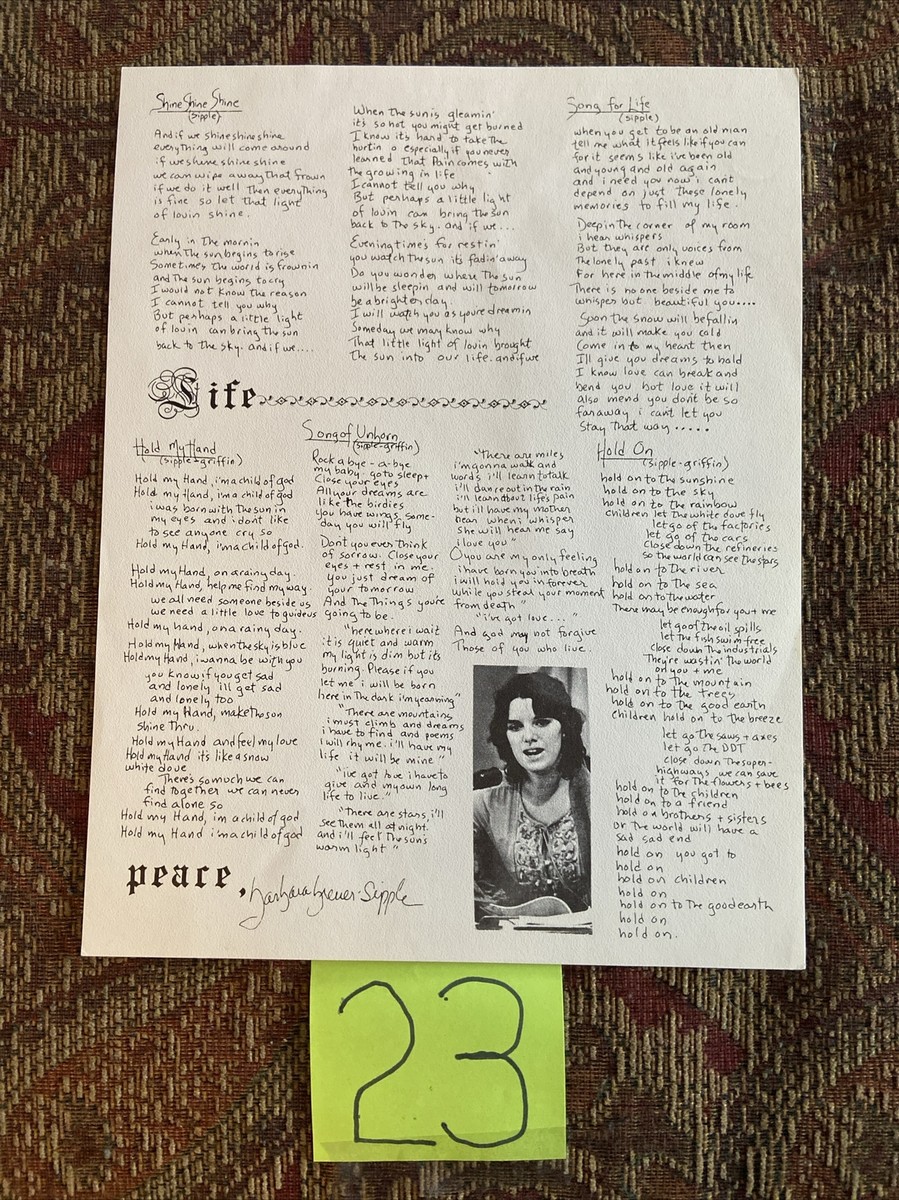 Shine Shine Shine
(Sipple)
And if we shine shine shine
everything will come around
if we shine shine shine
we can wipe away that frown
if we do it well Then everything
is fine so let that light
of lovin shine.
Early in The mornin
when The sun begins to rise
Sometimes The world is frownin
and The sun begins to cry
I would not know the reason
I cannot tell you why
But perhaps a little light
of lovin can bring the sun
back to The sky. and if we....
When The sun is gleamin'
it's so hot you might get burned
I know it's hard to take The
hurtin especially if you never
learned That Pain comes with
the growing in life
I cannot tell you why
But perhaps a little light
of lovin can bring the sun
back to the sky. and if we...
Evening time's for restin'
you watch the sun its fadin' away
Do you wonder where The sun
will be sleepin and will tomorrow
be a brighter day.
I will watch you as you're dreamin
Someday we may know why
That little light of lovin brought
The sun into our life. and if we
Song for Life
(sipple)
when you get to be an old man
tell me what it feels like if you can
for it seems like i've been old
and young and old again
and i need you now i can't
depend on just these lonely
memories to fill my life.
Deep in The corner of my room
i hear whispers
But they are only voices from
The lonely past i knew
For here in the middle of my life
There is no one beside me to
whisper but beautiful you....
Soon the snow will be fallin
and it will make you cold
Come in to my heart then
I'll give you dreams to hold
I know love can break and
bend you but love it will
also mend you don't be so
far away i can't let you
Stay That way.....
Life
Hold My Hand
(sipple-griffin)
Hold my Hand, i'm a child of god
Hold my Hand, im a child of god
i was born with the sun in
my eyes and i don't like
to see anyone cry so
Hold my Hand, i'm a child of god.
Hold my Hand, on a rainy day.
Hold my Hand, help me find my way.
we all need someone beside us
we need a little love to guide us
Hold my hand, on a rainy day.
Hold my Hand, when the sky is blue
Hold my Hand, i wanna be with you
you know if you get sad
and lonely ill get sad
and lonely too
Hold my Hand, make the son
shine Thru.
Hold my Hand and feel my love
Hold my Hand it's like a snow
white dove
There's so much we can
find together we can never
find alone so
Hold my Hand, im a child of god
Hold my Hand i'm a child of god
Song of Unborn
(sipple-griffin)
Rock a bye - a-bye
my baby. go to sleep +
Close your eyes
All your dreams are
like the birdies
you have wings, some-
day you will fly
Don't you ever Think
of sorrow. Close your
eyes + rest in me.
you just dream of
your tomorrow
And The Things you're
going to be.
"here where i wait
it is quiet and warm
my light is dim but its
burning. Please if you
let me i will be born
here in The dark i'm yearning"
"There are mountains
i must climb and dreams
i have to find and poems
I will rhyme. i'll have my
life it will be mine"
"i've got love i have to
give and my own long
life to live."
"There are stars, i'll
see them all at night.
and i'll feel The sun's
warm light"
"There are miles
i'm gonna walk and
words i'll learn to talk
i'll dance out in the rain
i'll learn about life's pain
but i'll have my mother
hear when i whisper
She will hear me say
i love you"
O you are my only feeling
i have born you into breath
i will hold you in forever
while you steal your moment
from death"
"i've got love..."
And god may not forgive
Those of you who live.
Hold On
(sipple-griffin)
hold on to the sunshine
hold on to the sky
hold on to the rainbow
children let the white dove fly
let go of the factories
let go of the cars
close down the refineries
so the world can see the stars
hold on to the river
hold on to the sea
hold on to the water
There may be enough for you + me
let go of the oil spills
let the fish swim free
close down the industrials
They're wastin' The world
on you + me
hold on to the mountain
hold on to the trees
hold on to the good earth
children hold on to the breeze
let go the saws + axes
let go The DDT
close down The super-
highways we can save
it for The flowers + bees
hold on to the children
hold on to a friend
hold on brothers + sisters
or The world will have a
sad sad end
hold on you got to
hold on
hold on children
hold on
hold on to The good earth
hold on
hold on.
peace,
Barbara Breuer-Sipple
23